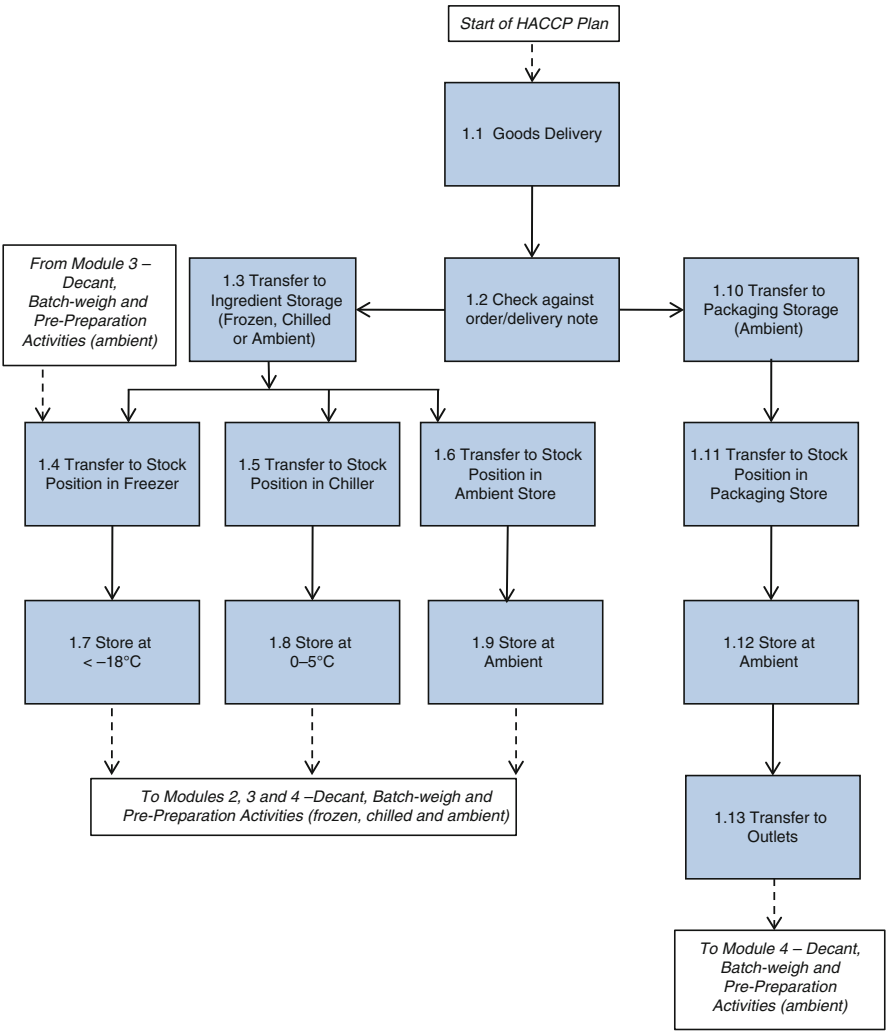 Start of HACCP Plan
1.1 Goods Delivery
From Module 3 –
Decant,
Batch-weigh and
Pre-Preparation
Activities (ambient)
1.3 Transfer to
Ingredient Storage
(Frozen, Chilled
or Ambient)
1.2 Check against
order/delivery note
1.10 Transfer to
Packaging Storage
(Ambient)
1.4 Transfer to Stock
Position in Freezer
1.5 Transfer to Stock
Position in Chiller
1.6 Transfer to Stock
Position in
Ambient Store
1.11 Transfer to Stock
Position in
Packaging Store
1.7 Store at
< –18°C
1.8 Store at
0–5°C
1.9 Store at
Ambient
1.12 Store at
Ambient
To Modules 2, 3 and 4 –Decant, Batch-weigh and
Pre-Preparation Activities (frozen, chilled and ambient)
1.13 Transfer to
Outlets
To Module 4 – Decant,
Batch-weigh and
Pre-Preparation
Activities (ambient)